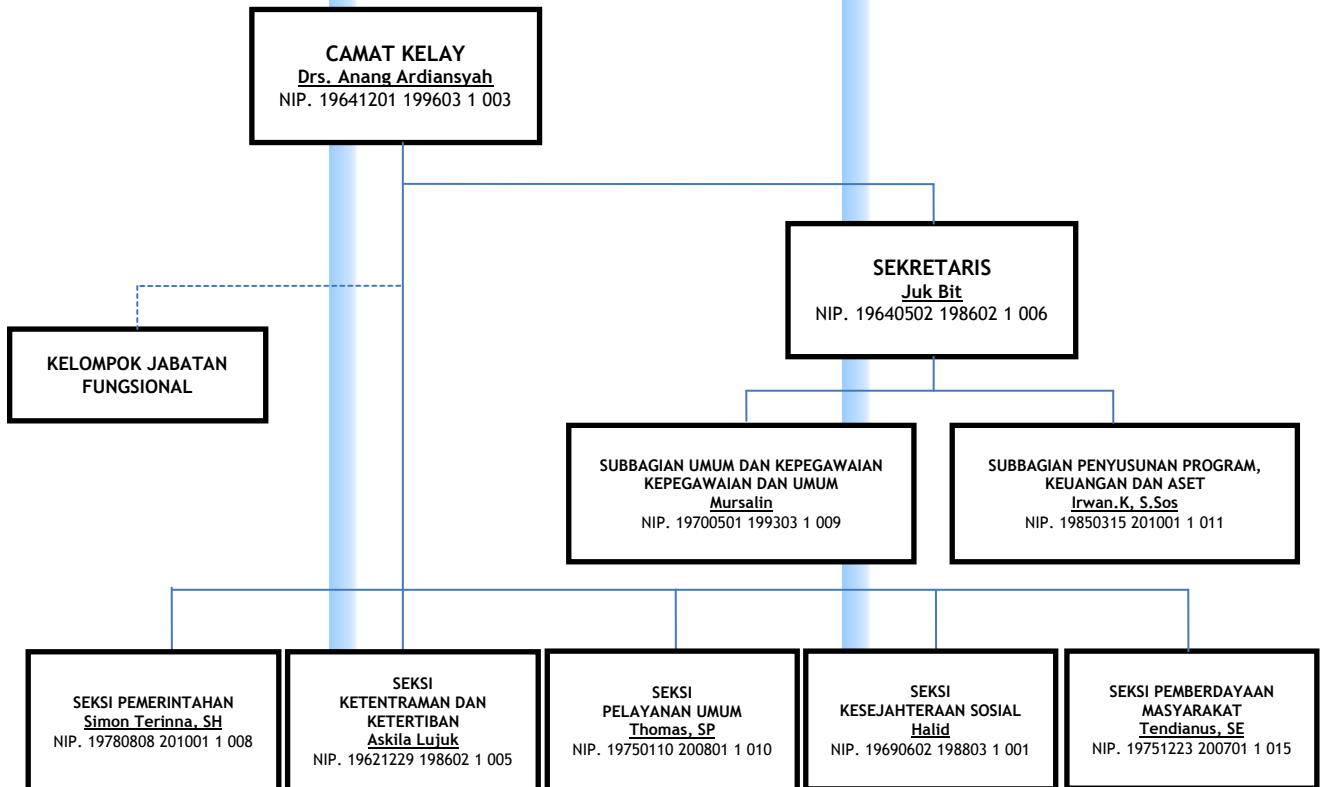 CAMAT KELAY
Drs. Anang Ardiansyah
NIP. 19641201 199603 1 003
SEKRETARIS
Juk Bit
NIP. 19640502 198602 1 006
KELOMPOK JABATAN
FUNGSIONAL
SUBBAGIAN UMUM DAN KEPEGAWAIAN
KEPEGAWAIAN DAN UMUM
Mursalin
NIP. 19700501 199303 1 009
SUBBAGIAN PENYUSUNAN PROGRAM,
KEUANGAN DAN ASET
Irwan.K, S.Sos
NIP. 19850315 201001 1 011
SEKSI PEMERINTAHAN
Simon Terinna, SH
NIP. 19780808 201001 1 008
SEKSI
KETENTRAMAN DAN
KETERTIBAN
Askila Lujuk
NIP. 19621229 198602 1 005
SEKSI
PELAYANAN UMUM
Thomas, SP
NIP. 19750110 200801 1 010
SEKSI
KESEJAHTERAAN SOSIAL
Halid
NIP. 19690602 198803 1 001
SEKSI PEMBERDAYAAN
MASYARAKAT
Tendianus, SE
NIP. 19751223 200701 1 015